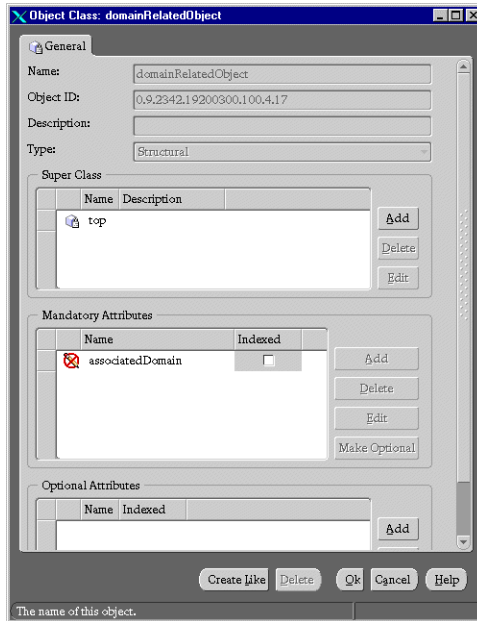 Object Class: domainRelatedObject
General
Name: domainRelatedObject
Object ID: 0.9.2342.19200300.100.4.17
Description:
Type: Structural
Super Class
Name Description
top
Add
Delete
Edit
Mandatory Attributes
Name Indexed
associatedDomain
Add
Delete
Edit
Make Optional
Optional Attributes
Name Indexed
Add
Create Like Delete Ok Cancel Help
The name of this object.